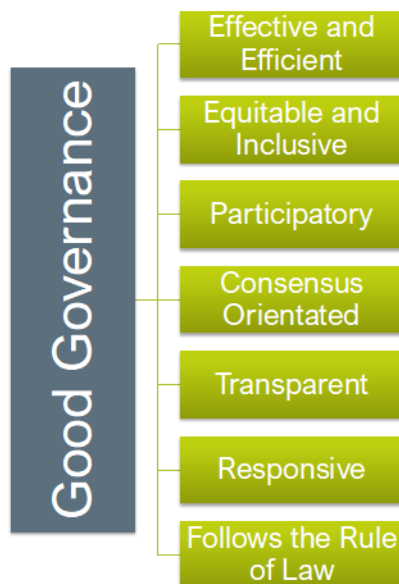 Good Governance
Effective and
Efficient
Equitable and
Inclusive
Participatory
Consensus
Orientated
Transparent
Responsive
Follows the Rule
of Law